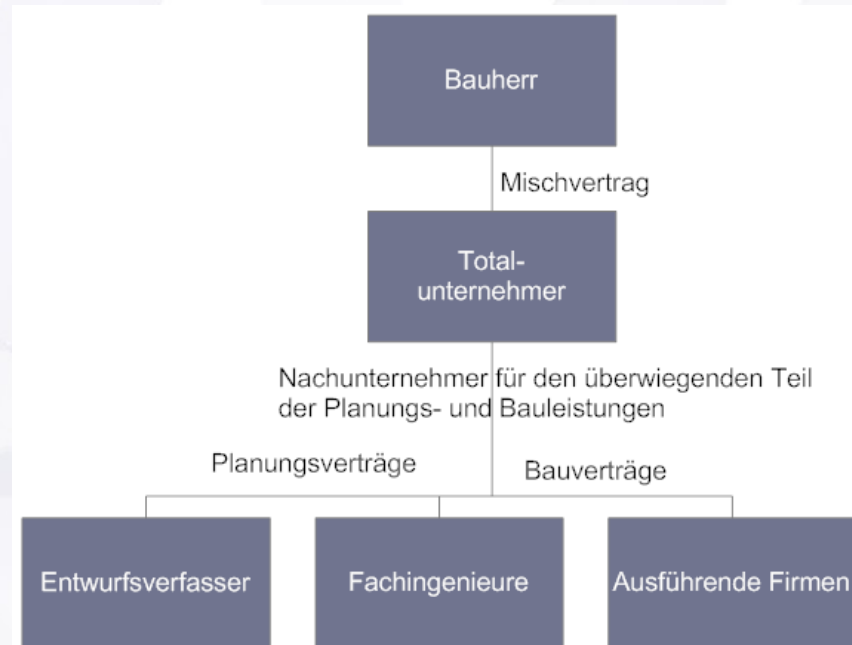 Bauherr
Mischvertrag
Total-
unternehmer
Nachunternehmer für den überwiegenden Teil
der Planungs- und Bauleistungen
Planungsverträge
Bauverträge
Entwurfsverfasser
Fachingenieure
Ausführende Firmen